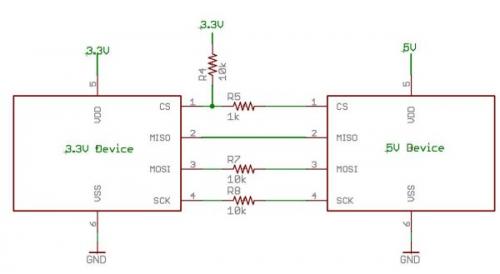 3.3V
3.3V
5V
R4
10k
5
VDD
5
VDD
CS 1
R5
1k
1 CS
MISO 2
2 MISO
3.3V Device
5V Device
MOSI 3
R7
10k
3 MOSI
SCK 4
R8
10k
4 SCK
VSS
6
VSS
6
GND
GND